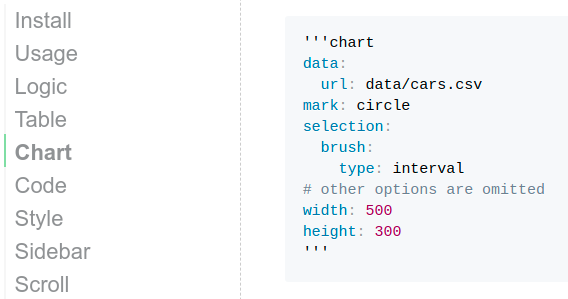 Install
Usage
Logic
Table
Chart
Code
Style
Sidebar
Scroll
'''chart
data:
  url: data/cars.csv
mark: circle
selection:
  brush:
    type: interval
# other options are omitted
width: 500
height: 300
'''